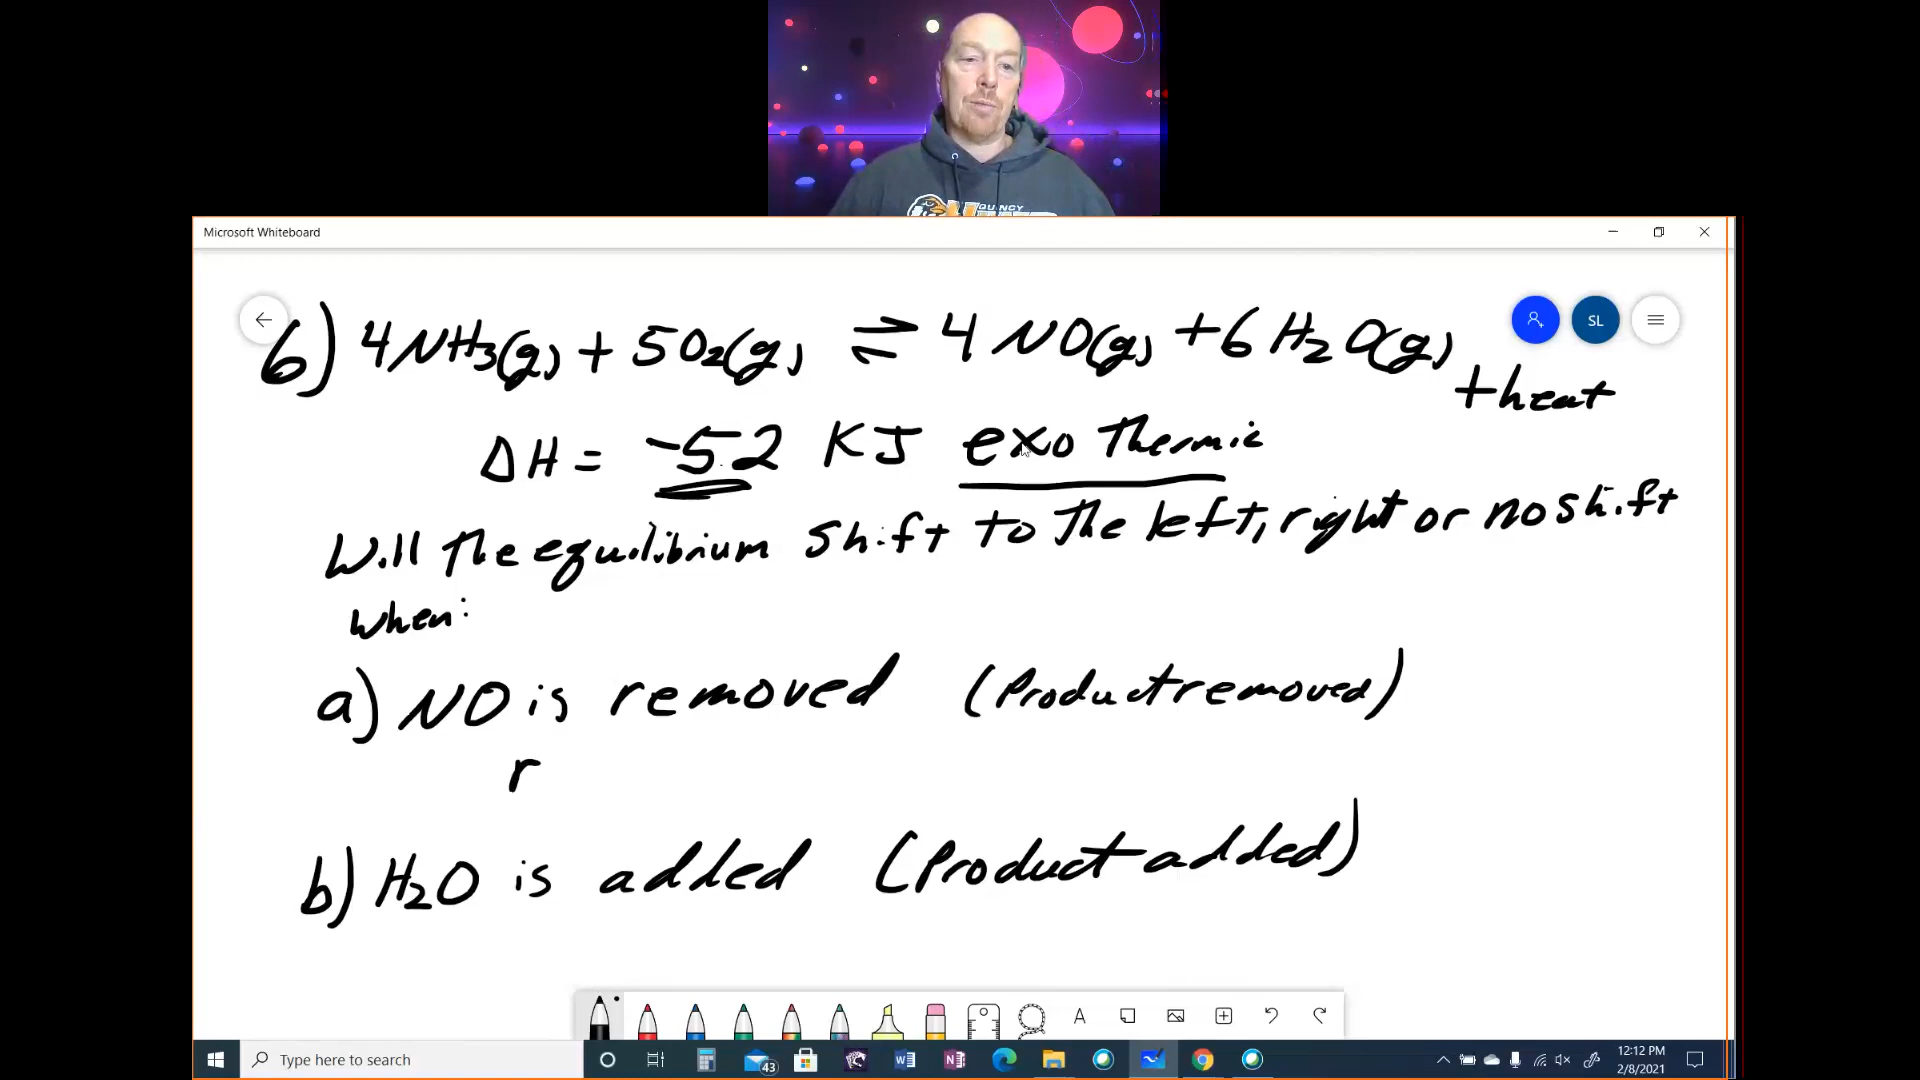 QUINCY
Microsoft Whiteboard
6) 4NH3(g) + 5O2(g) ⇌ 4NO(g) + 6H2O(g)
+ heat
SL
ΔH = -52 KJ exothermic
Will the equilibrium shift to the left, right or no shift
when:
a) NO is removed (Product removed)
r
b) H2O is added (Product added)
A
Type here to search
43
12:12 PM
2/8/2021